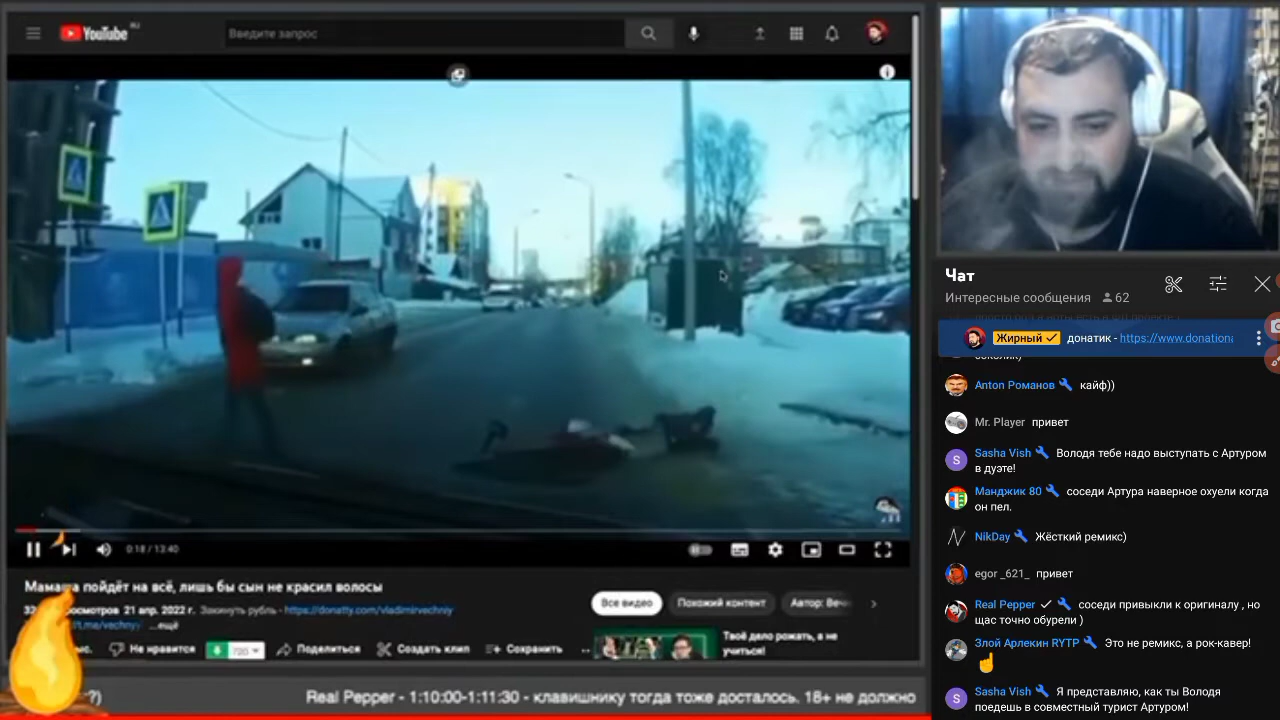 YouTube
RU
Введите запрос
0:18 / 13:40
пойдёт на всё, лишь бы сын не красил волосы
21 апр. 2022 г. Закинуть рубль - https://donatty.com/vladimirvechniy
...ещё
Не нравится
720
Поделиться
Создать клип
Сохранить
Все видео
Похожий контент
Автор: Веч
Твоё дело рожать, а не
учиться!
Real Pepper - 1:10:00-1:11:30 - клавишнику тогда тоже досталось. 18+ не должно
Чат
Интересные сообщения 62
Жирный донатик - https://www.donationa
Anton Романов кайф))
Mr. Player привет
Sasha Vish Володя тебе надо выступать с Артуром
в дуэте!
Манджик 80 соседи Артура наверное охуели когда
он пел.
NikDay Жёсткий ремикс)
egor _621_ привет
Real Pepper соседи привыкли к оригиналу , но
щас точно обурели )
Злой Арлекин RYTP Это не ремикс, а рок-кавер!
Sasha Vish Я представляю, как ты Володя
поедешь в совместный турист Артуром!